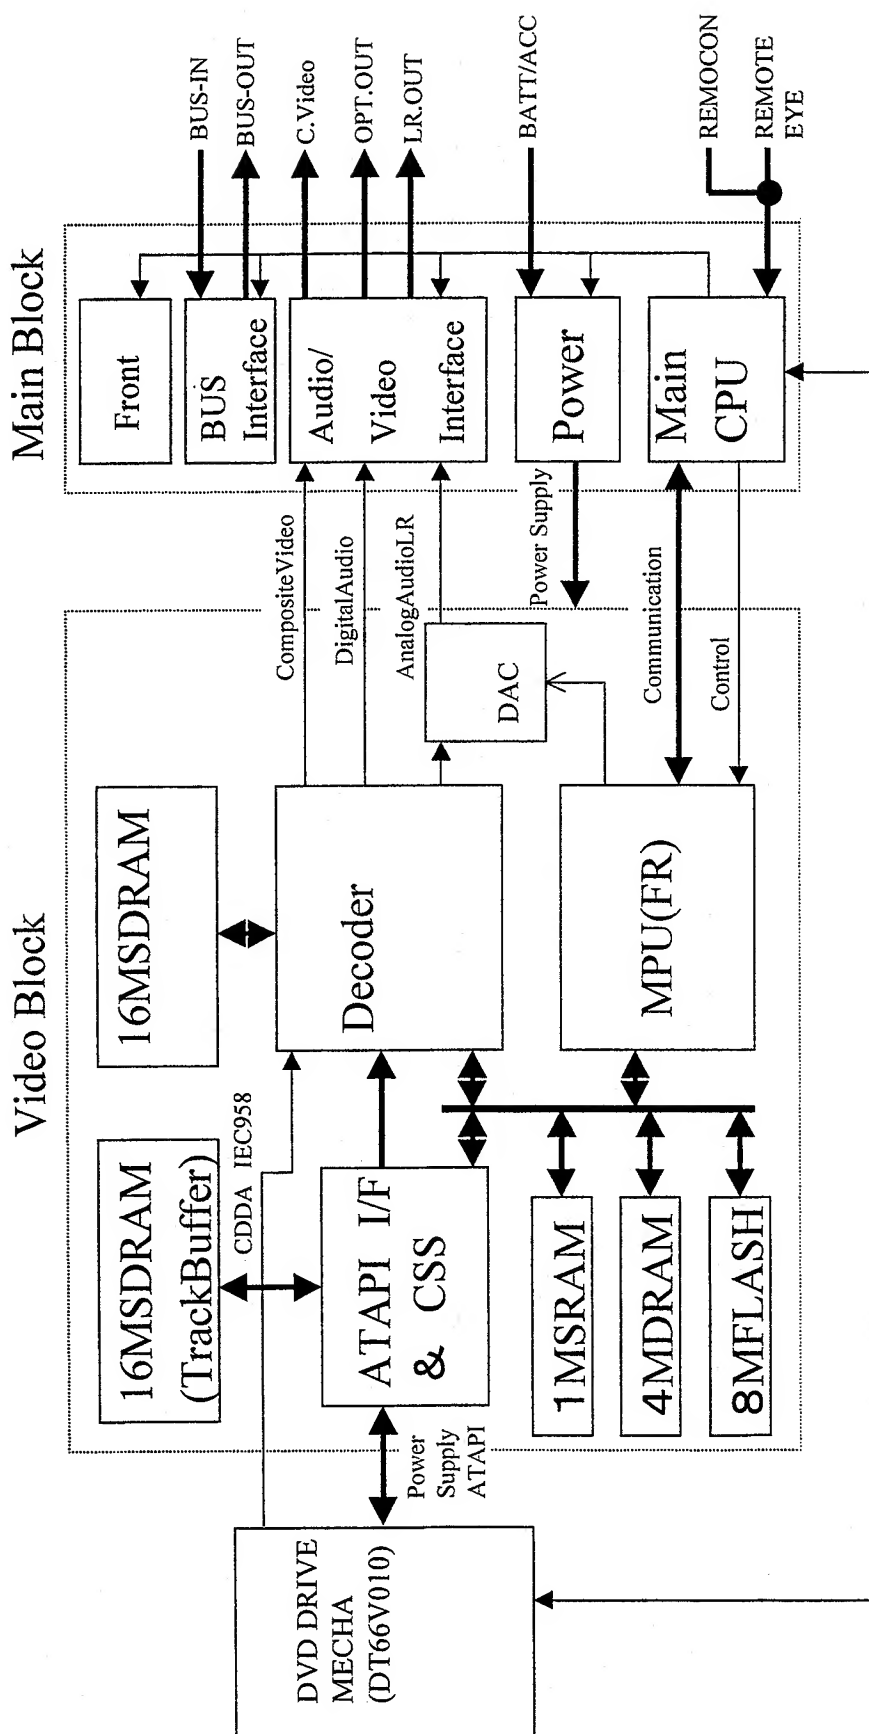 Video Block
Main Block
DVD DRIVE
MECHA
(DT66V010)
Power
Supply
ATAPI
16MSDRAM
(TrackBuffer)
CDDA IEC958
ATAPI I/F
& CSS
1MSRAM
4MDRAM
8MFLASH
16MSDRAM
Decoder
MPU(FR)
DAC
CompositeVideo
DigitalAudio
AnalogAudioLR
Power Supply
Communication
Control
Front
BUS
Interface
Audio/
Video
Interface
Power
Main
CPU
BUS-IN
BUS-OUT
C.Video
OPT.OUT
LR.OUT
BATT/ACC
REMOCON
REMOTE
EYE